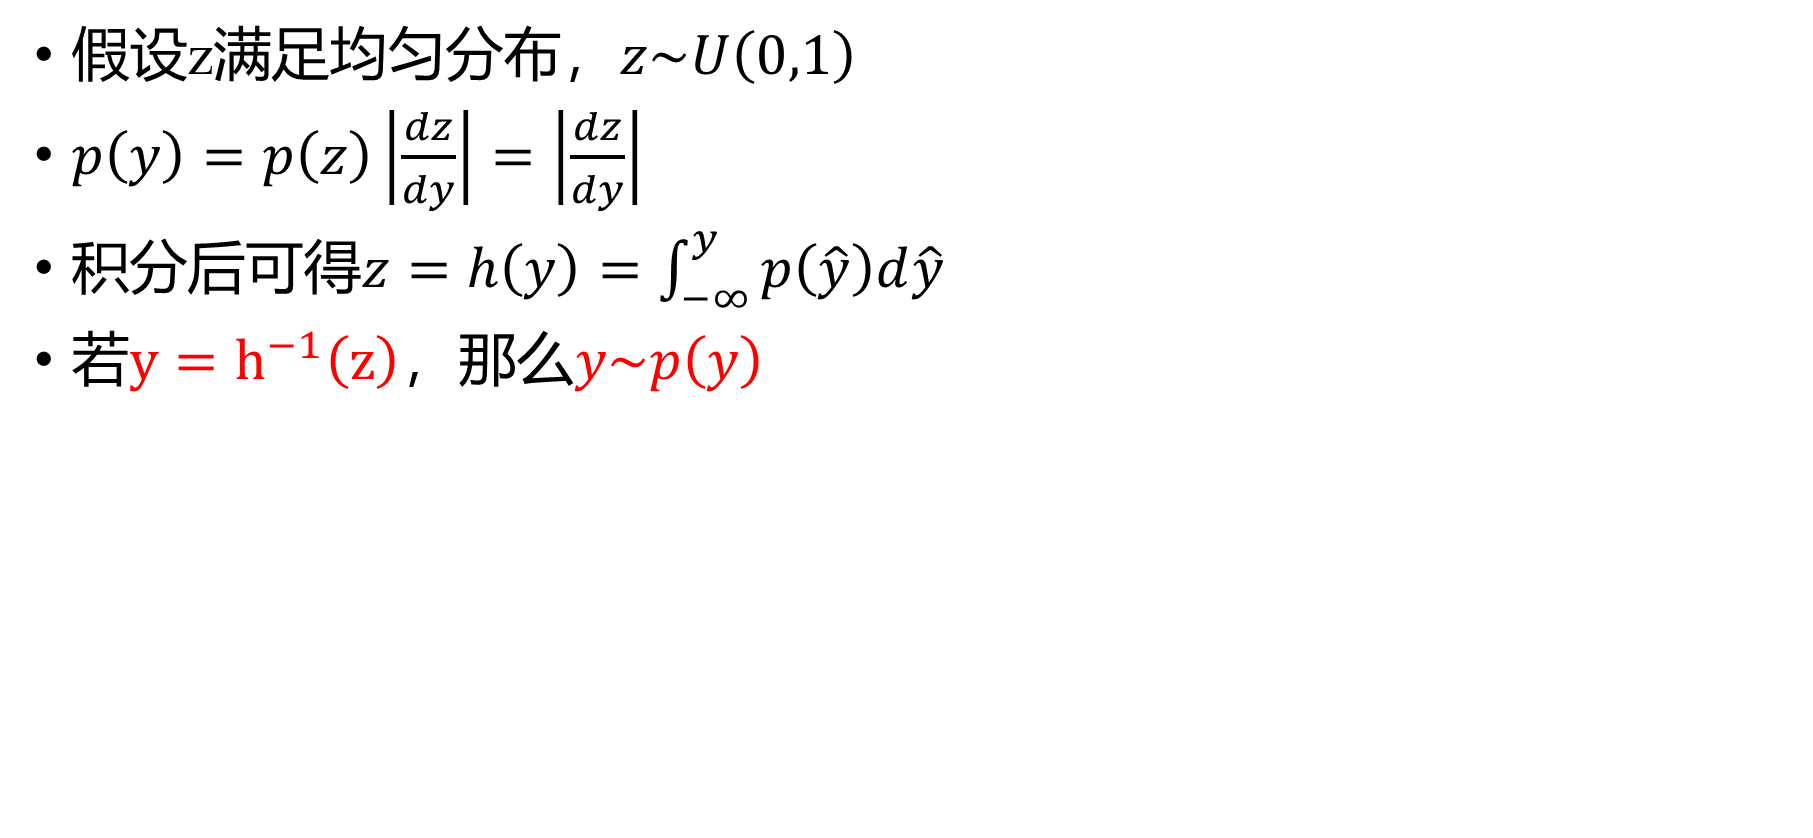 • 假设z满足均匀分布，z~U(0,1)
• p(y) = p(z) |dz/dy| = |dz/dy|
• 积分后可得z = h(y) = ∫_{-∞}^{y} p(ŷ)dŷ
• 若y = h⁻¹(z)，那么y~p(y)